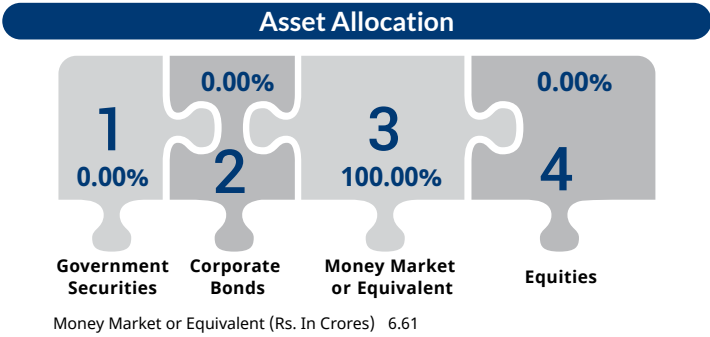 Asset Allocation
1
0.00%
0.00%
2
3
100.00%
0.00%
4
Government
Securities
Corporate
Bonds
Money Market
or Equivalent
Equities
Money Market or Equivalent (Rs. In Crores) 6.61